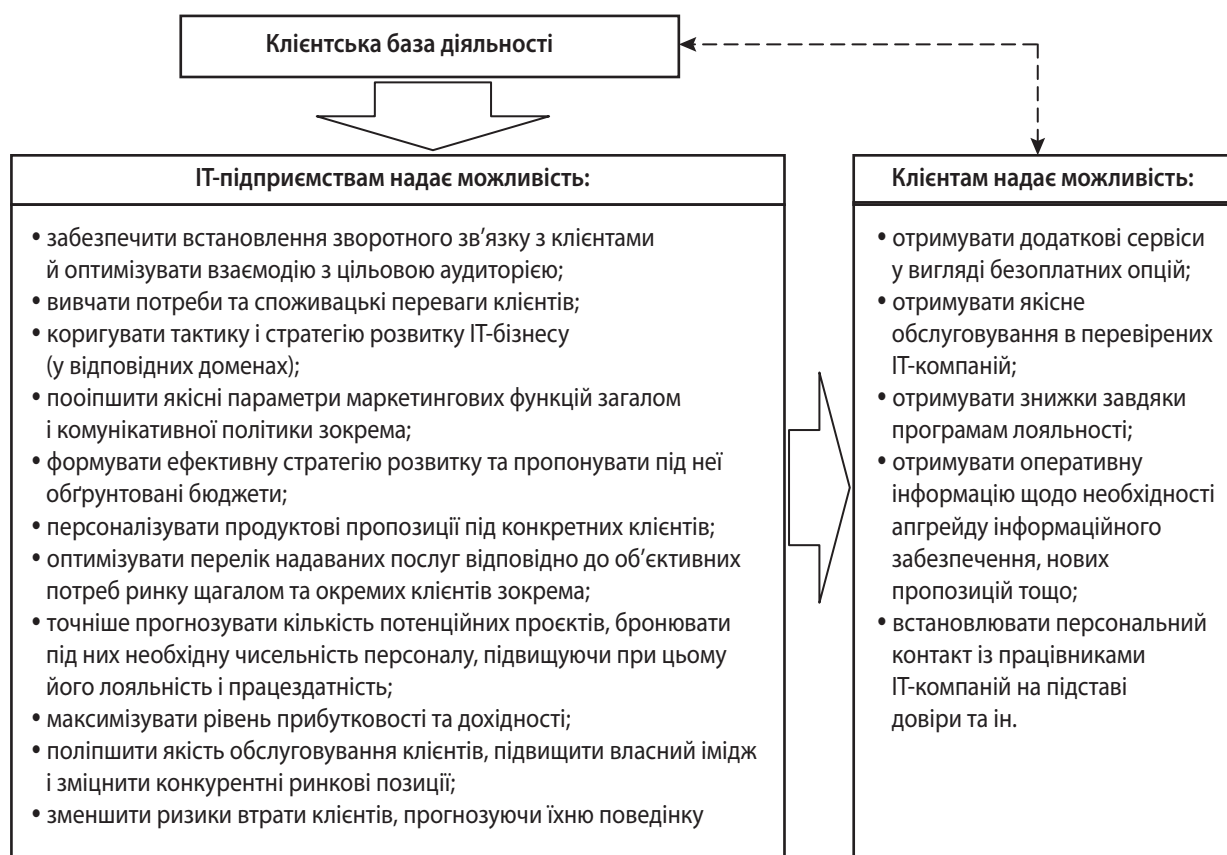 Клієнтська база діяльності
ІТ-підприємствам надає можливість:
• забезпечити встановлення зворотного зв'язку з клієнтами
й оптимізувати взаємодію з цільовою аудиторією;
• вивчати потреби та споживацькі переваги клієнтів;
• коригувати тактику і стратегію розвитку ІТ-бізнесу
(у відповідних доменах);
• пооіпшити якісні параметри маркетингових функцій загалом
і комунікативної політики зокрема;
• формувати ефективну стратегію розвитку та пропонувати під неї
обґрунтовані бюджети;
• персоналізувати продуктові пропозиції під конкретних клієнтів;
• оптимізувати перелік надаваних послуг відповідно до об'єктивних
потреб ринку щагалом та окремих клієнтів зокрема;
• точніше прогнозувати кількість потенційних проєктів, бронювати
під них необхідну чисельність персоналу, підвищуючи при цьому
його лояльність і працездатність;
• максимізувати рівень прибутковості та дохідності;
• поліпшити якість обслуговування клієнтів, підвищити власний імідж
і зміцнити конкурентні ринкові позиції;
• зменшити ризики втрати клієнтів, прогнозуючи їхню поведінку
Клієнтам надає можливість:
• отримувати додаткові сервіси
у вигляді безоплатних опцій;
• отримувати якісне
обслуговування в перевірених
ІТ-компаній;
• отримувати знижки завдяки
програмам лояльності;
• отримувати оперативну
інформацію щодо необхідності
апгрейду інформаційного
забезпечення, нових
пропозицій тощо;
• встановлювати персональний
контакт із працівниками
ІТ-компаній на підставі
довіри та ін.